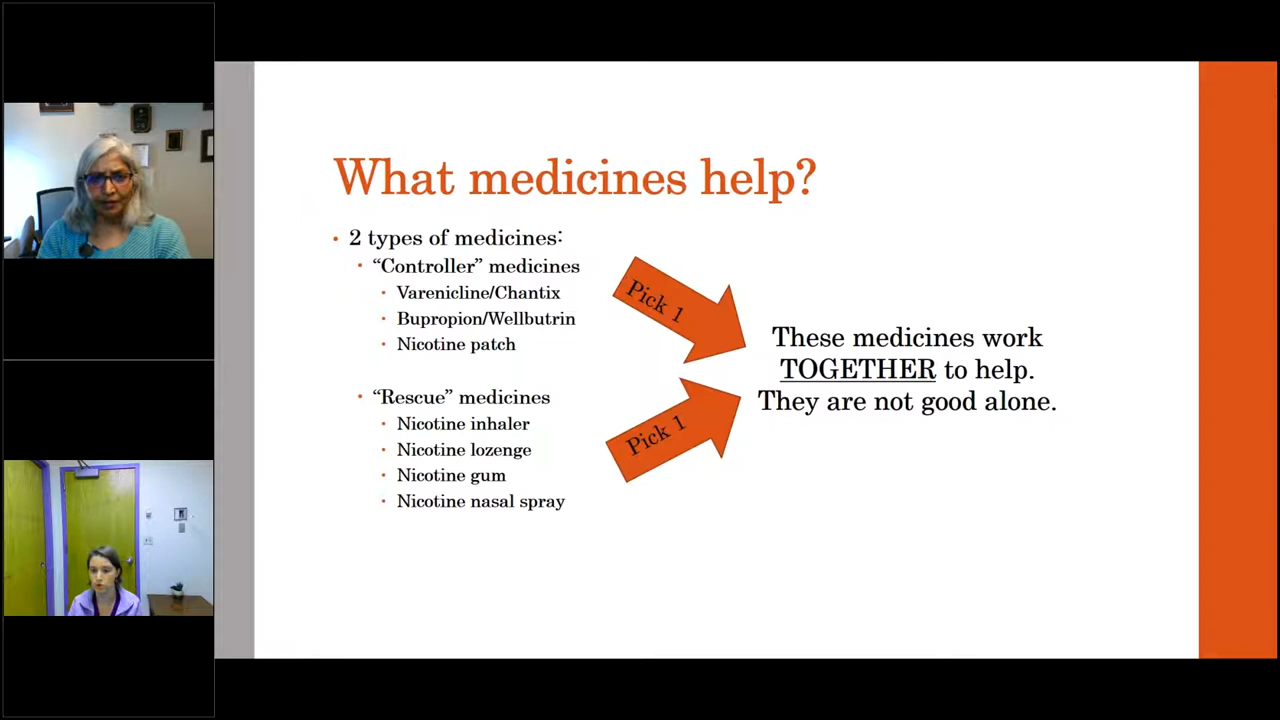 What medicines help?
• 2 types of medicines:
• “Controller” medicines
• Varenicline/Chantix
• Bupropion/Wellbutrin
• Nicotine patch
• “Rescue” medicines
• Nicotine inhaler
• Nicotine lozenge
• Nicotine gum
• Nicotine nasal spray
Pick 1
Pick 1
These medicines work
TOGETHER to help.
They are not good alone.